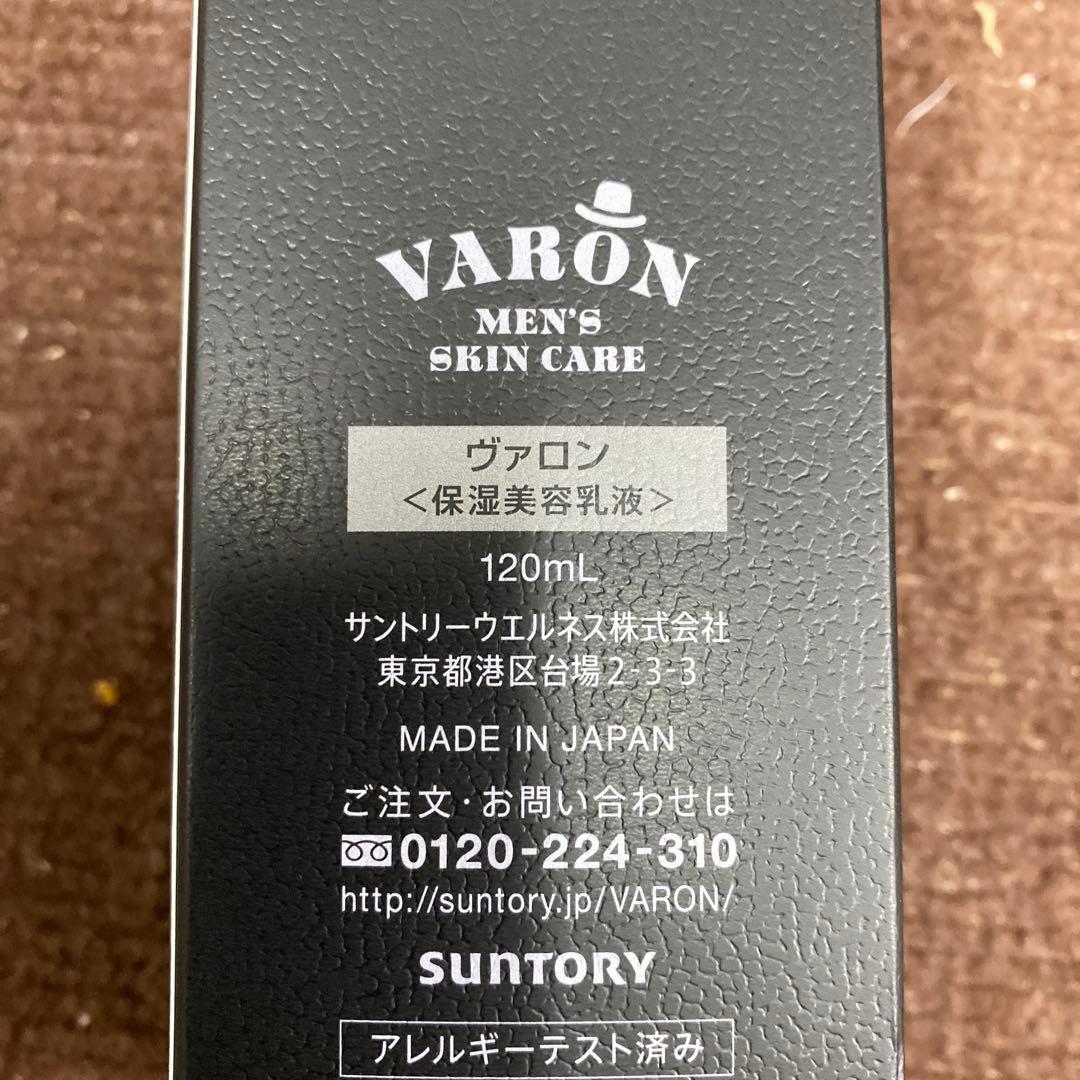 VARON
MEN'S
SKIN CARE
ヴァロン
<保湿美容乳液>
120mL
サントリーウエルネス株式会社
東京都港区台場2-3-3
MADE IN JAPAN
ご注文・お問い合わせは
0120-224-310
http://suntory.jp/VARON/
SUNTORY
アレルギーテスト済み